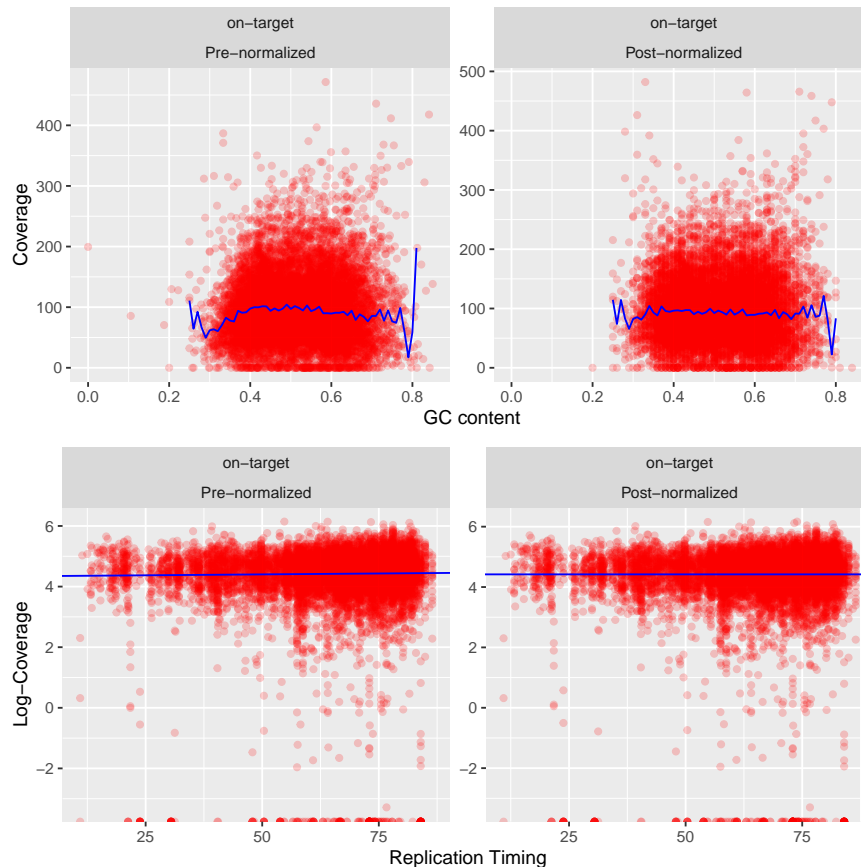 on-target
Pre-normalized
on-target
Post-normalized
Coverage
400
300
200
100
0
500
400
300
200
100
0
0.0 0.2 0.4 0.6 0.8
0.0 0.2 0.4 0.6 0.8
GC content
on-target
Pre-normalized
on-target
Post-normalized
Log-Coverage
6
4
2
0
-2
6
4
2
0
-2
25 50 75
25 50 75
Replication Timing